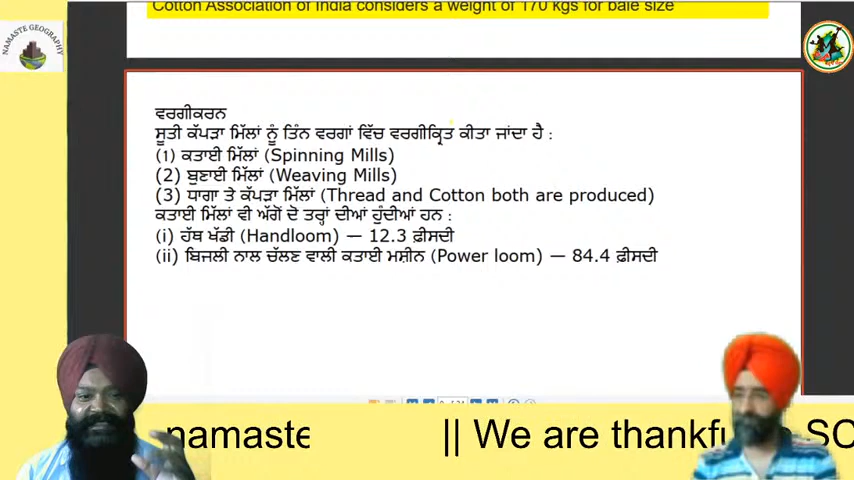 Cotton Association of India considers a weight of 170 kgs for bale size
NAMASTE GEOGRAPHY
ਵਰਗੀਕਰਨ
ਸੂਤੀ ਕੱਪੜਾ ਮਿੱਲਾਂ ਨੂੰ ਤਿੰਨ ਵਰਗਾਂ ਵਿੱਚ ਵਰਗੀਕ੍ਰਿਤ ਕੀਤਾ ਜਾਂਦਾ ਹੈ :
(1) ਕਤਾਈ ਮਿੱਲਾਂ (Spinning Mills)
(2) ਬੁਣਾਈ ਮਿੱਲਾਂ (Weaving Mills)
(3) ਧਾਗਾ ਤੇ ਕੱਪੜਾ ਮਿੱਲਾਂ (Thread and Cotton both are produced)
ਕਤਾਈ ਮਿੱਲਾਂ ਵੀ ਅੱਗੋਂ ਦੋ ਤਰ੍ਹਾਂ ਦੀਆਂ ਹੁੰਦੀਆਂ ਹਨ :
(i) ਹੱਥ ਖੱਡੀ (Handloom) — 12.3 ਫ਼ੀਸਦੀ
(ii) ਬਿਜਲੀ ਨਾਲ ਚੱਲਣ ਵਾਲੀ ਕਤਾਈ ਮਸ਼ੀਨ (Power loom) — 84.4 ਫ਼ੀਸਦੀ
namaste || We are thankfu SC